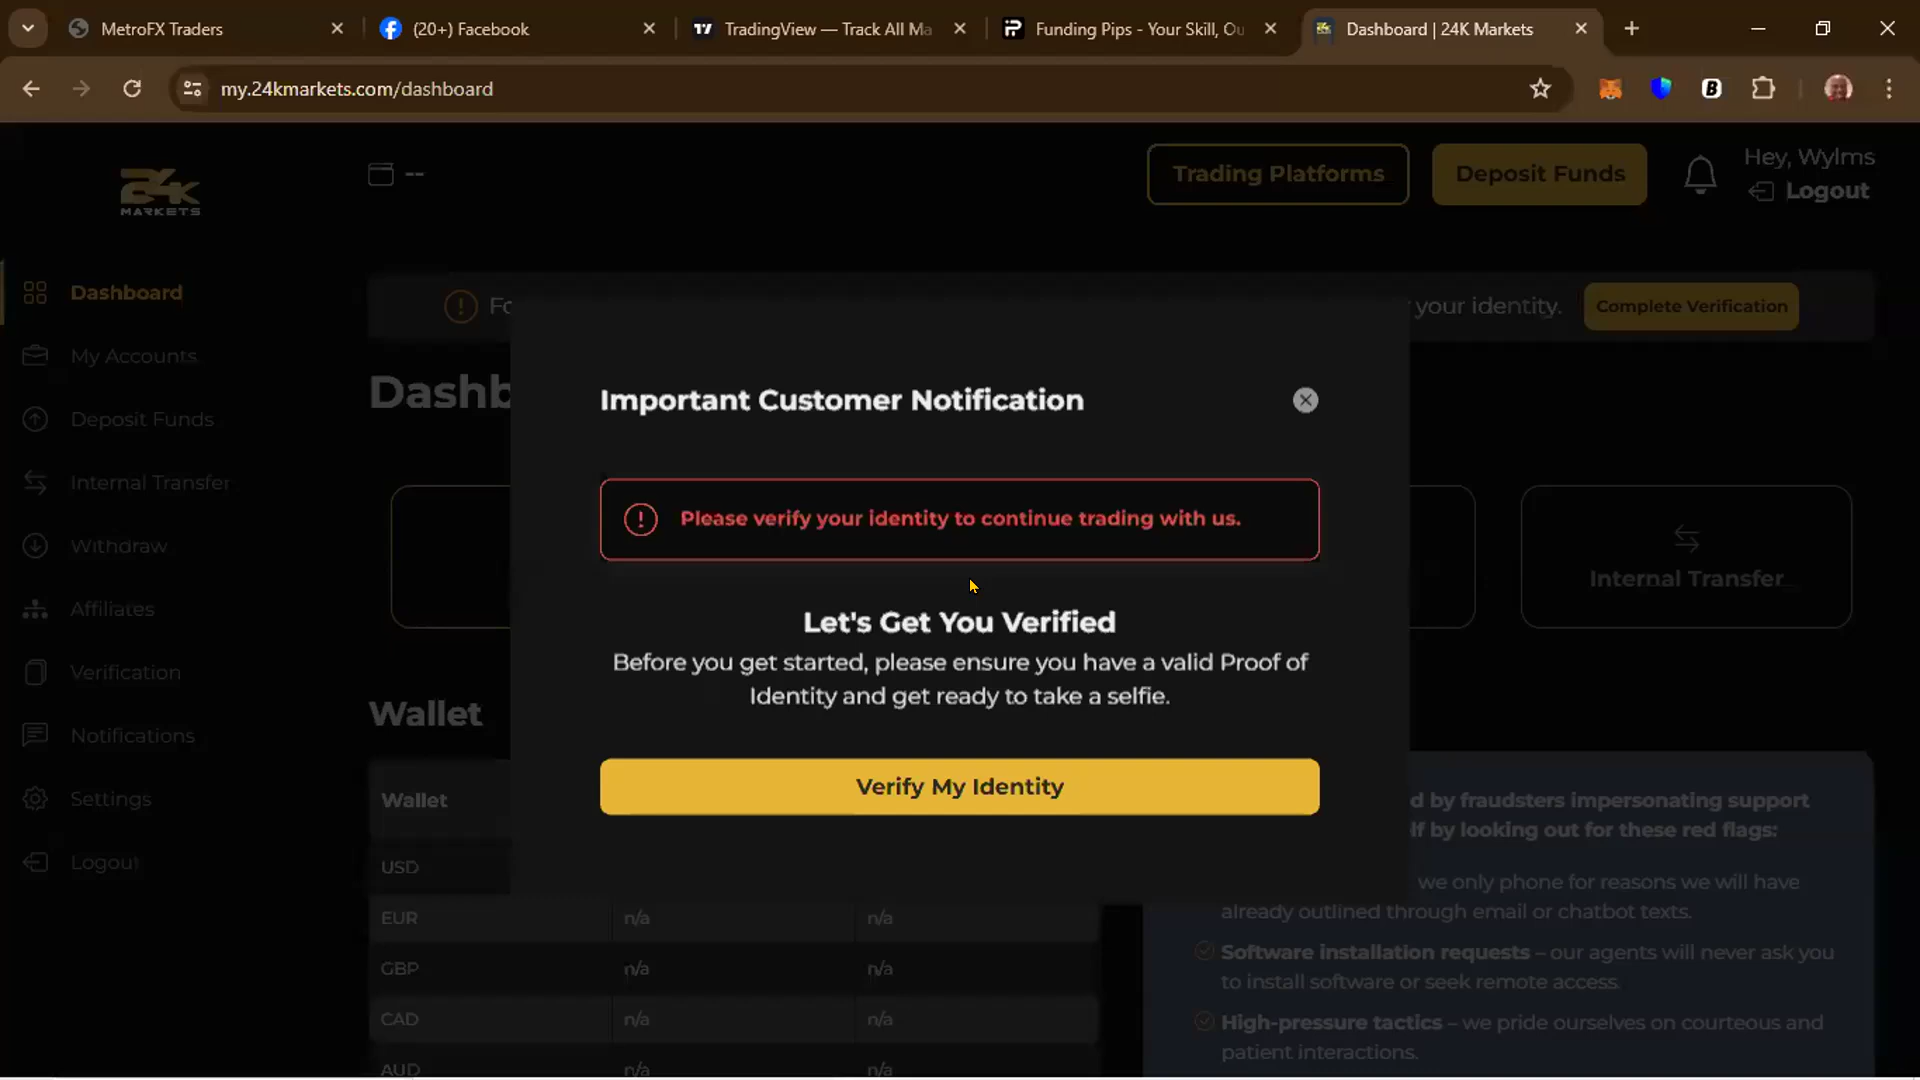 MetroFX Traders
(20+) Facebook
TradingView — Track All Ma
Funding Pips - Your Skill, Ou
Dashboard | 24K Markets
my.24kmarkets.com/dashboard
24K
MARKETS
--
Trading Platforms
Deposit Funds
Hey, Wylms
Logout
Dashboard
My Accounts
Deposit Funds
Internal Transfer
Withdraw
Affiliates
Verification
Notifications
Settings
Logout
Fo
your identity.
Complete Verification
Dashb
Important Customer Notification
Please verify your identity to continue trading with us.
Let's Get You Verified
Before you get started, please ensure you have a valid Proof of
Identity and get ready to take a selfie.
Verify My Identity
Internal Transfer
Wallet
Wallet
USD
EUR n/a n/a
GBP n/a n/a
CAD n/a n/a
AUD n/a n/a
d by fraudsters impersonating support
lf by looking out for these red flags:
we only phone for reasons we will have
already outlined through email or chatbot texts.
Software installation requests – our agents will never ask you
to install software or seek remote access.
High-pressure tactics – we pride ourselves on courteous and
patient interactions.